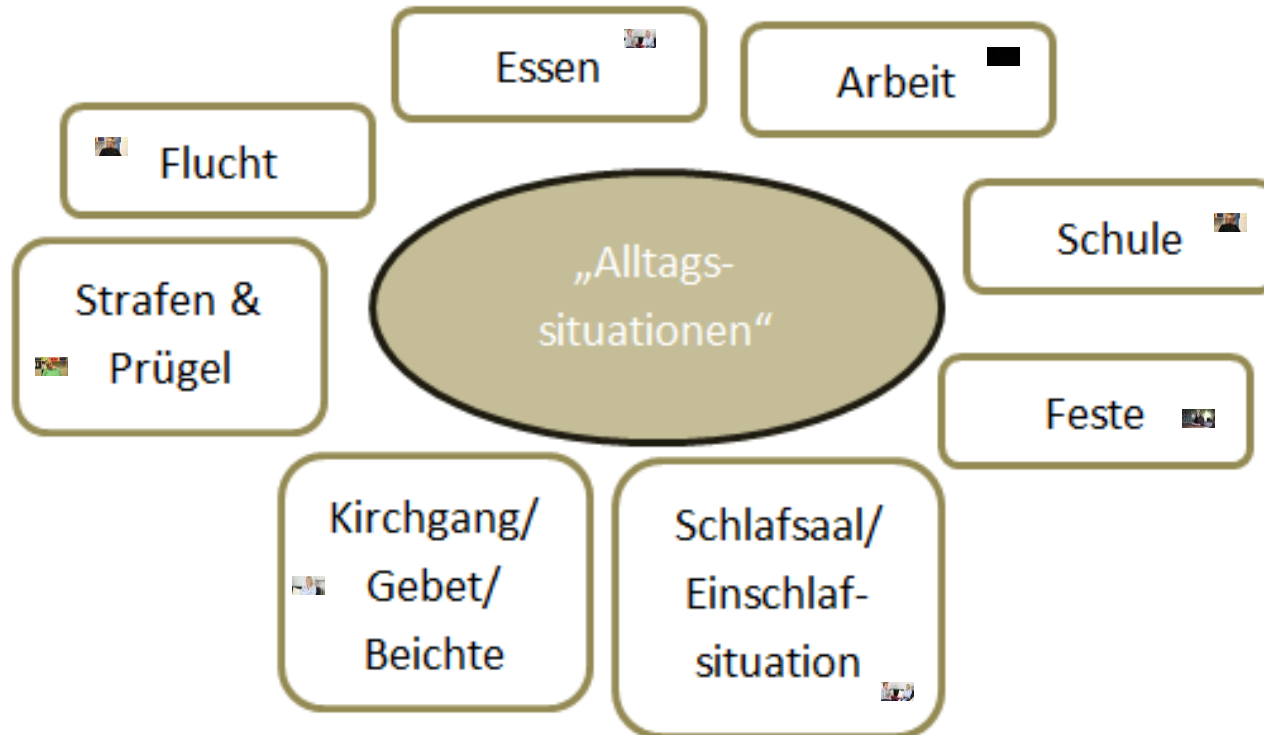 Essen
Arbeit
Flucht
Schule
„Alltags-
situationen“
Strafen &
Prügel
Feste
Kirchgang/
Gebet/
Beichte
Schlafsaal/
Einschlaf-
situation